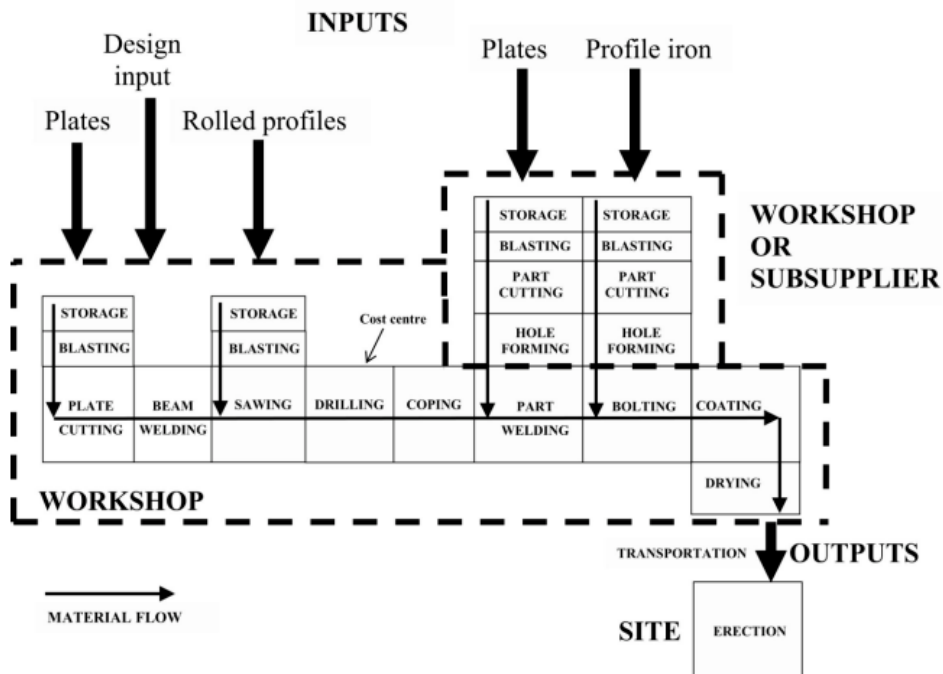 INPUTS
Design
input
Plates
Rolled profiles
Plates
Profile iron
WORKSHOP
OR
SUBSUPPLIER
STORAGE
STORAGE
BLASTING
BLASTING
PART
CUTTING
PART
CUTTING
HOLE
FORMING
HOLE
FORMING
STORAGE
BLASTING
STORAGE
BLASTING
Cost centre
PLATE
CUTTING
BEAM
WELDING
SAWING
DRILLING
COPING
PART
WELDING
BOLTING
COATING
DRYING
WORKSHOP
TRANSPORTATION
OUTPUTS
MATERIAL FLOW
SITE
ERECTION